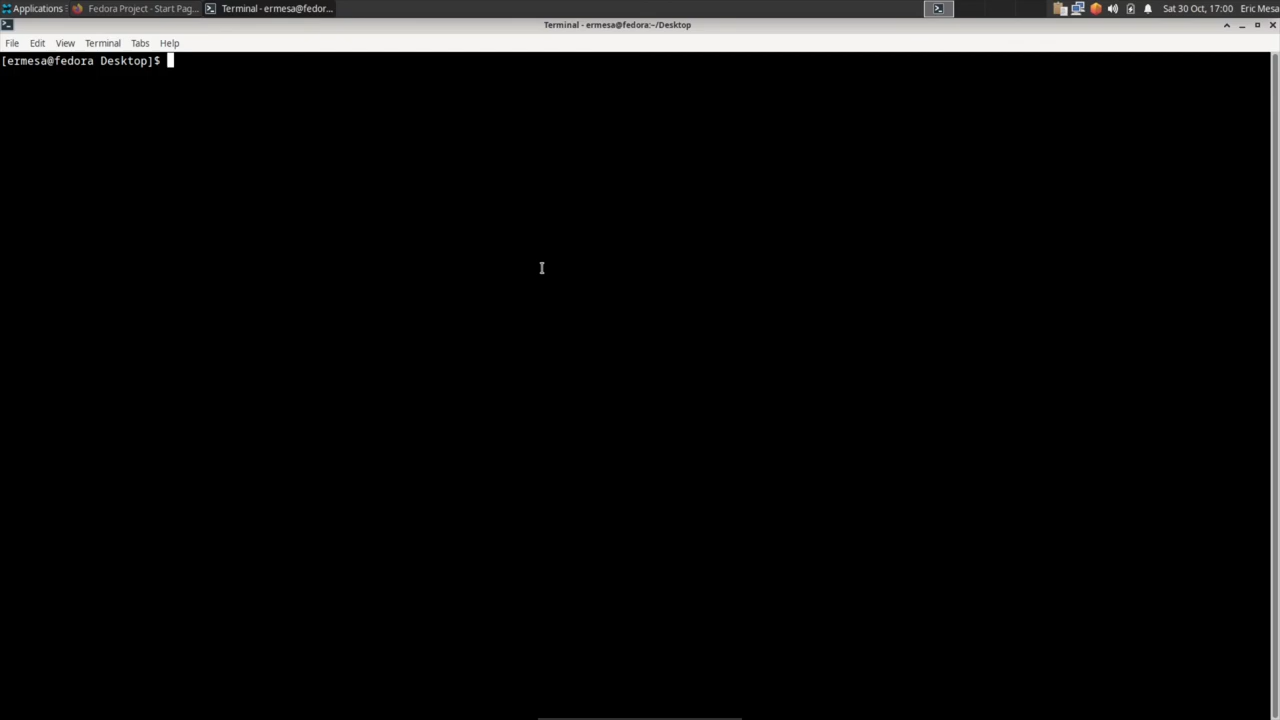 Applications Fedora Project - Start Pag... Terminal - ermesa@fedor... Sat 30 Oct, 17:00 Eric Mesa
Terminal - ermesa@fedora:~/Desktop
File Edit View Terminal Tabs Help
[ermesa@fedora Desktop]$